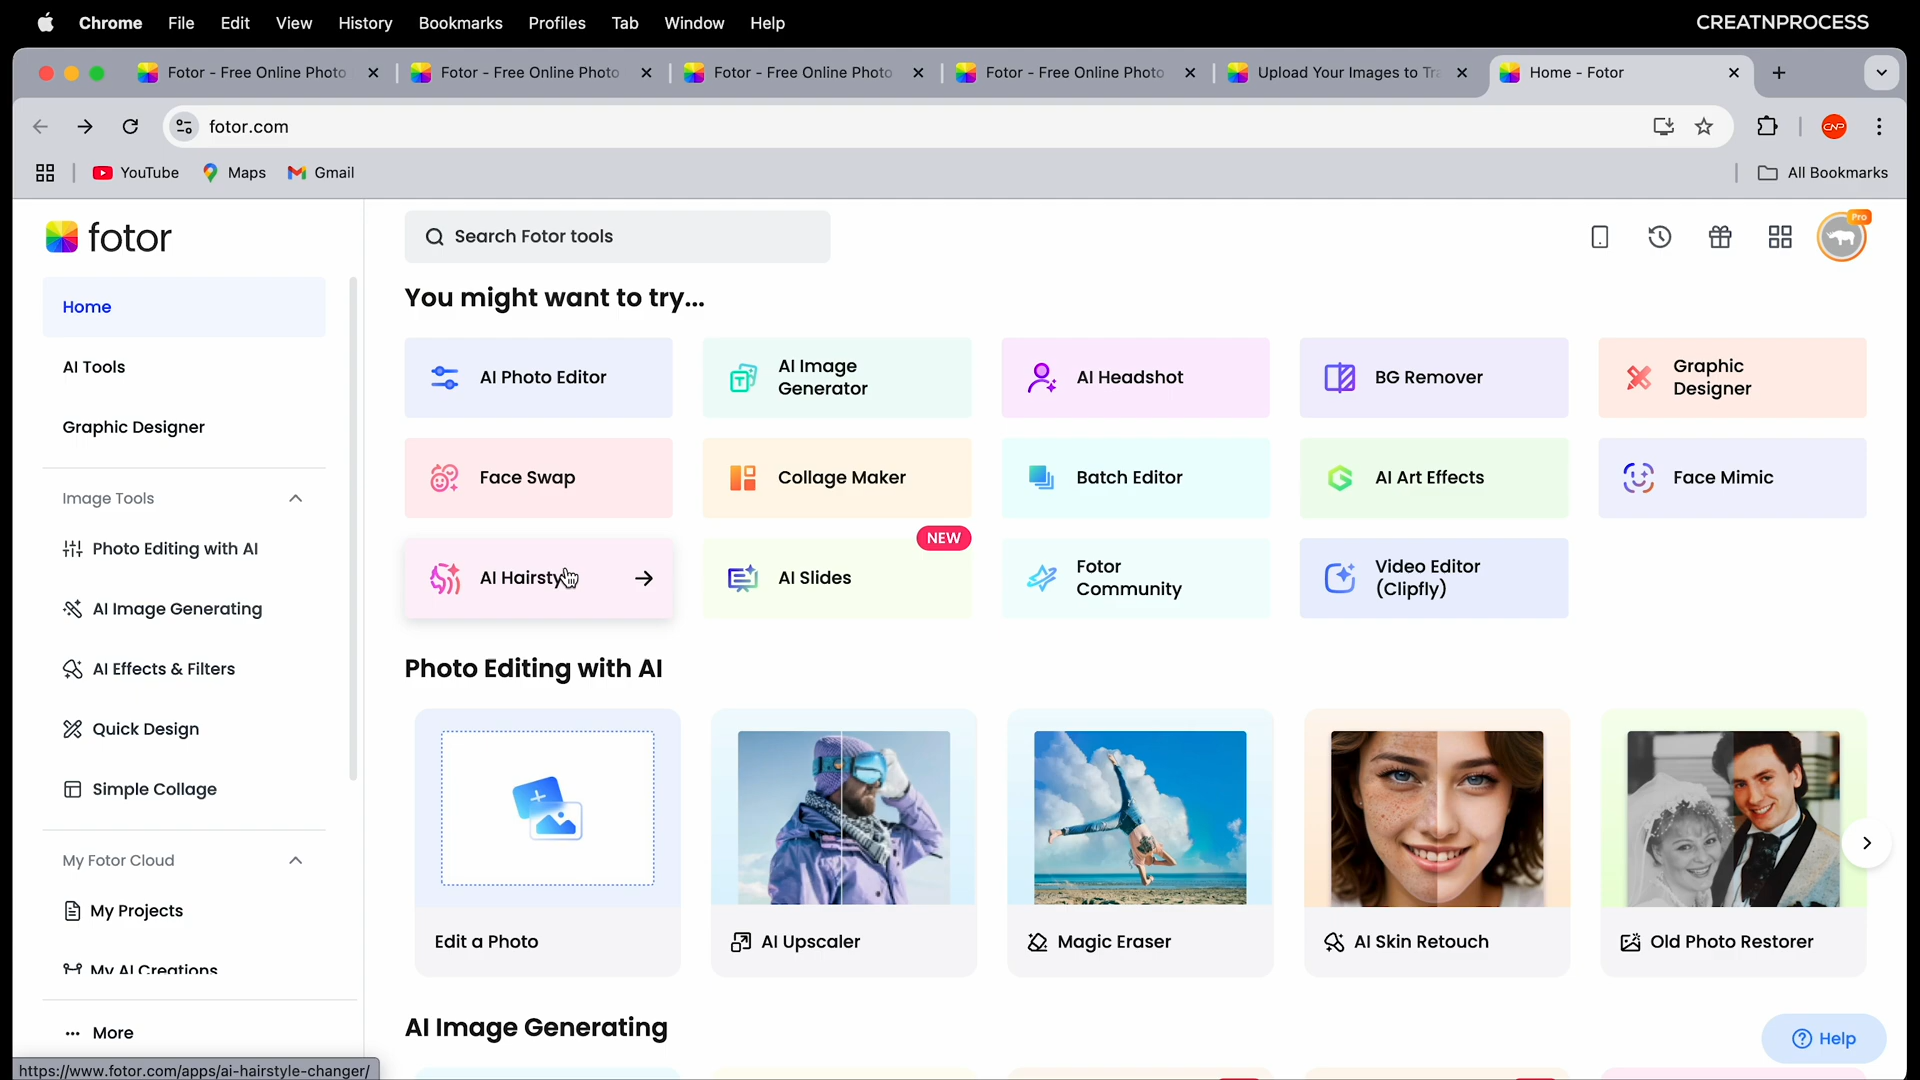 Chrome File Edit View History Bookmarks Profiles Tab Window Help
CREATNPROCESS
Fotor - Free Online Photo
Fotor - Free Online Photo
Fotor - Free Online Photo
Fotor - Free Online Photo
Upload Your Images to Tra
Home - Fotor
fotor.com
CNP
YouTube
Maps
Gmail
All Bookmarks
fotor
Search Fotor tools
Pro
Home
AI Tools
Graphic Designer
Image Tools
Photo Editing with AI
AI Image Generating
AI Effects & Filters
Quick Design
Simple Collage
My Fotor Cloud
My Projects
My AI Creations
More
You might want to try...
AI Photo Editor
AI Image
Generator
AI Headshot
BG Remover
Graphic
Designer
Face Swap
Collage Maker
Batch Editor
AI Art Effects
Face Mimic
AI Hairsty
NEW
AI Slides
Fotor
Community
Video Editor
(Clipfly)
Photo Editing with AI
Edit a Photo
AI Upscaler
Magic Eraser
AI Skin Retouch
Old Photo Restorer
AI Image Generating
Help
https://www.fotor.com/apps/ai-hairstyle-changer/